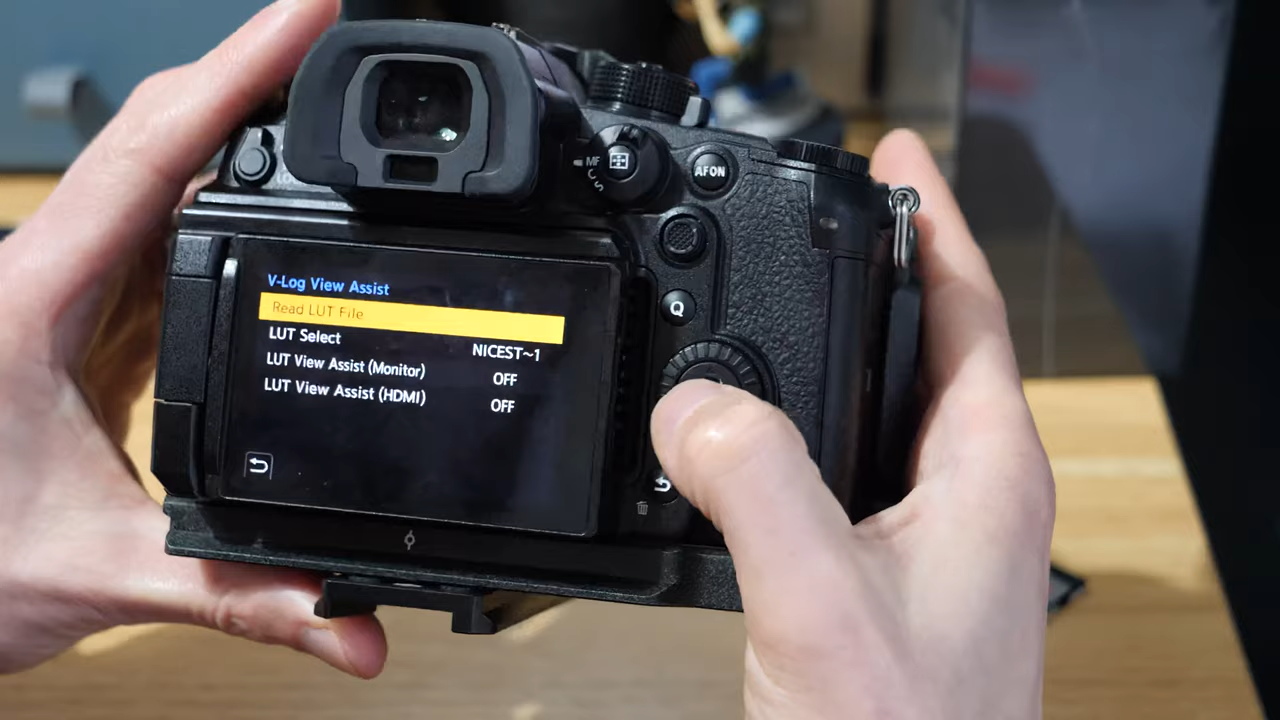 MF
C
S
AFON
V-Log View Assist
Read LUT File
LUT Select NICEST~1
LUT View Assist (Monitor) OFF
LUT View Assist (HDMI) OFF
Q